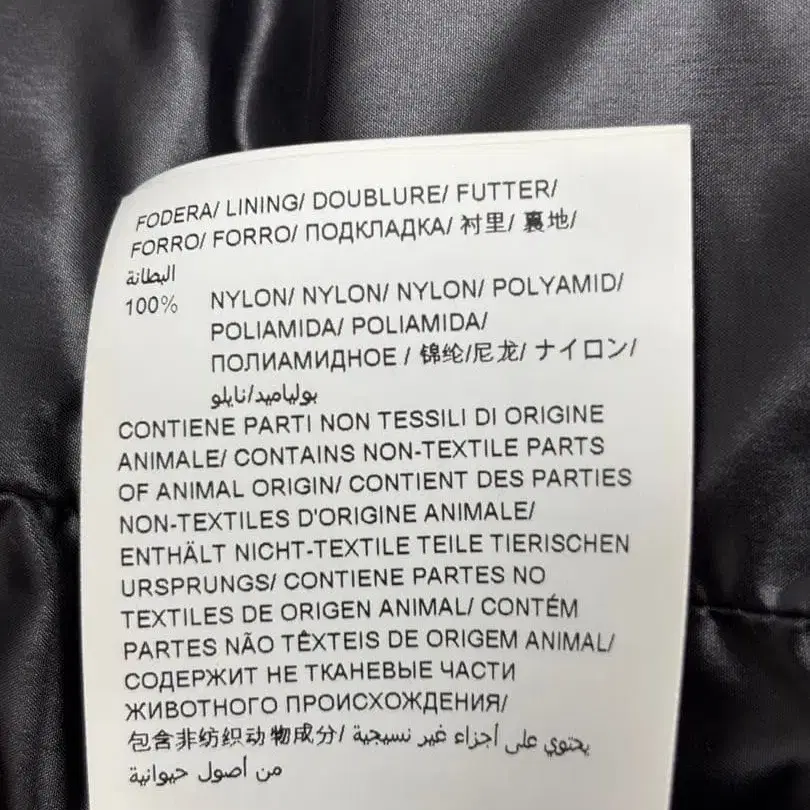 FODERA/ LINING/ DOUBLURE/ FUTTER/
FORRO/ FORRO/ ПОДКЛАДКА/ 衬里/ 裏地/
البطانة
100% NYLON/ NYLON/ NYLON/ POLYAMID/
POLIAMIDA/ POLIAMIDA/
ПОЛИАМИДНОЕ / 锦纶/尼龙/ ナイロン/
بولياميد/نايلو
CONTIENE PARTI NON TESSILI DI ORIGINE
ANIMALE/ CONTAINS NON-TEXTILE PARTS
OF ANIMAL ORIGIN/ CONTIENT DES PARTIES
NON-TEXTILES D'ORIGINE ANIMALE/
ENTHÄLT NICHT-TEXTILE TEILE TIERISCHEN
URSPRUNGS/ CONTIENE PARTES NO
TEXTILES DE ORIGEN ANIMAL/ CONTÉM
PARTES NÃO TÊXTEIS DE ORIGEM ANIMAL/
СОДЕРЖИТ НЕ ТКАНЕВЫЕ ЧАСТИ
ЖИВОТНОГО ПРОИСХОЖДЕНИЯ/
包含非纺织动物成分/ يحتوي على أجزاء غير نسيجية
من أصول حيوانية